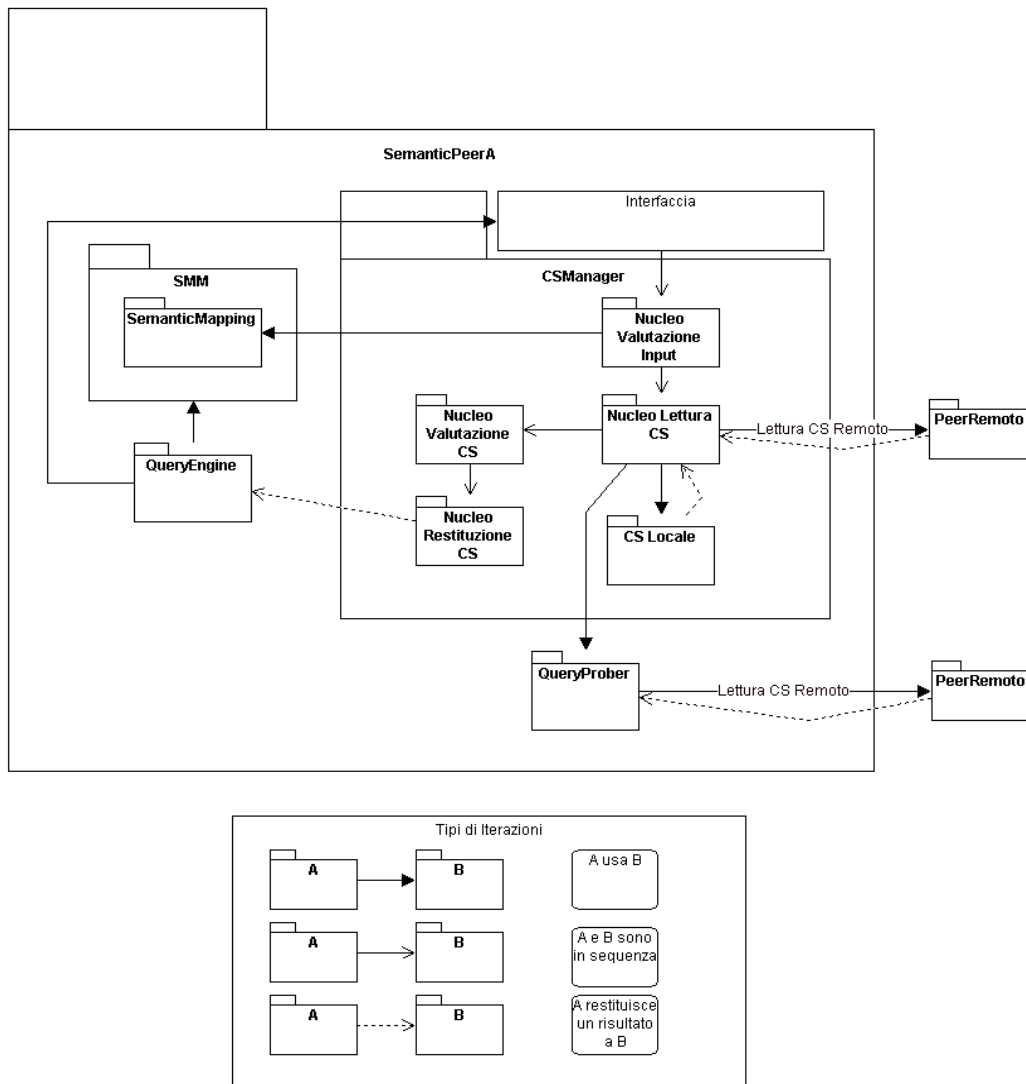 SemanticPeerA
Interfaccia
SMM
CSManager
SemanticMapping
Nucleo
Valutazione
Input
Nucleo
Valutazione
CS
Nucleo Lettura
CS
Lettura CS Remoto
PeerRemoto
QueryEngine
Nucleo
Restituzione
CS
CS Locale
QueryProber
Lettura CS Remoto
PeerRemoto
Tipi di Iterazioni
A
B
A usa B
A
B
A e B sono
in sequenza
A
B
A restituisce
un risultato
a B